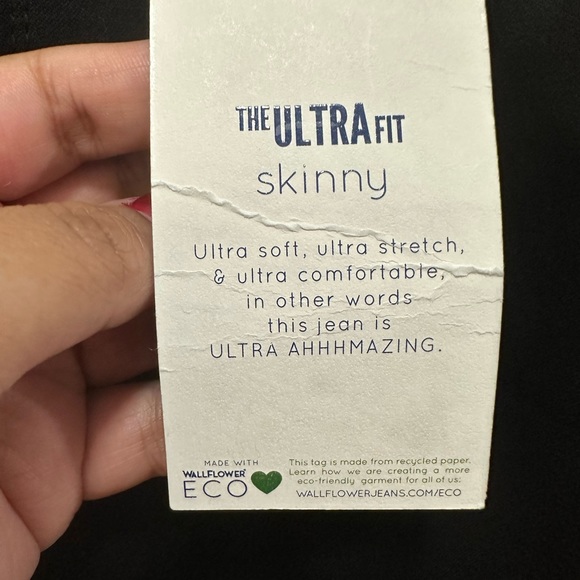 THE ULTRA FIT
skinny
Ultra soft, ultra stretch,
& ultra comfortable,
in other words
this jean is
ULTRA AHHHMAZING.
MADE WITH
WALLFLOWER
ECO
This tag is made from recycled paper.
Learn how we are creating a more
eco-friendly garment for all of us:
WALLFLOWERJEANS.COM/ECO